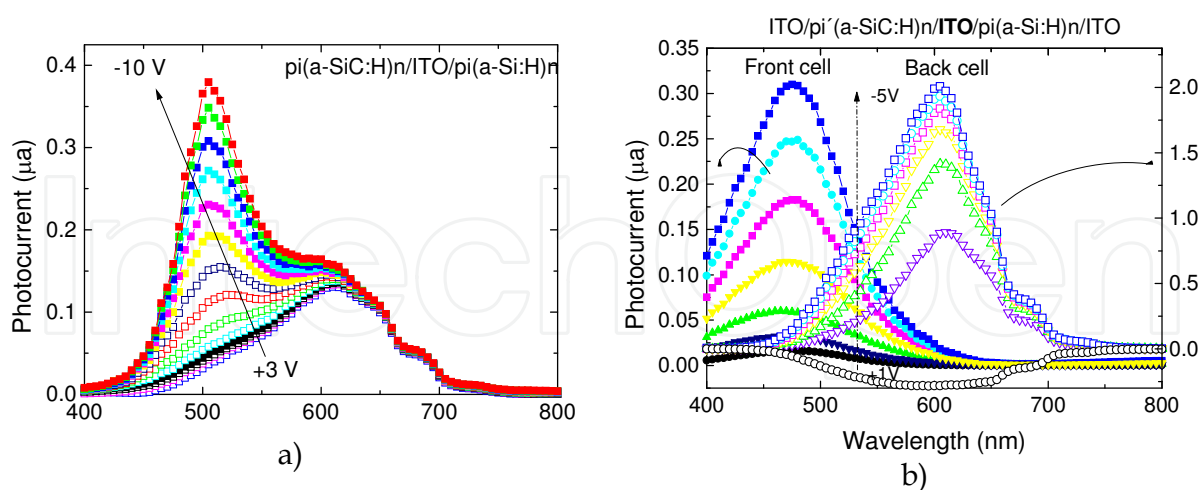 -10 V
pi(a-SiC:H)n/ITO/pi(a-Si:H)n
+3 V
Photocurrent (µa)
0.4
0.3
0.2
0.1
0.0
400 500 600 700 800
a)
ITO/pi´(a-SiC:H)n/ITO/pi(a-Si:H)n/ITO
Front cell
Back cell
-5V
+1V
Photocurrent (µa)
0.35
0.30
0.25
0.20
0.15
0.10
0.05
0.00
2.0
1.5
1.0
0.5
0.0
400 500 600 700 800
Wavelength (nm)
b)